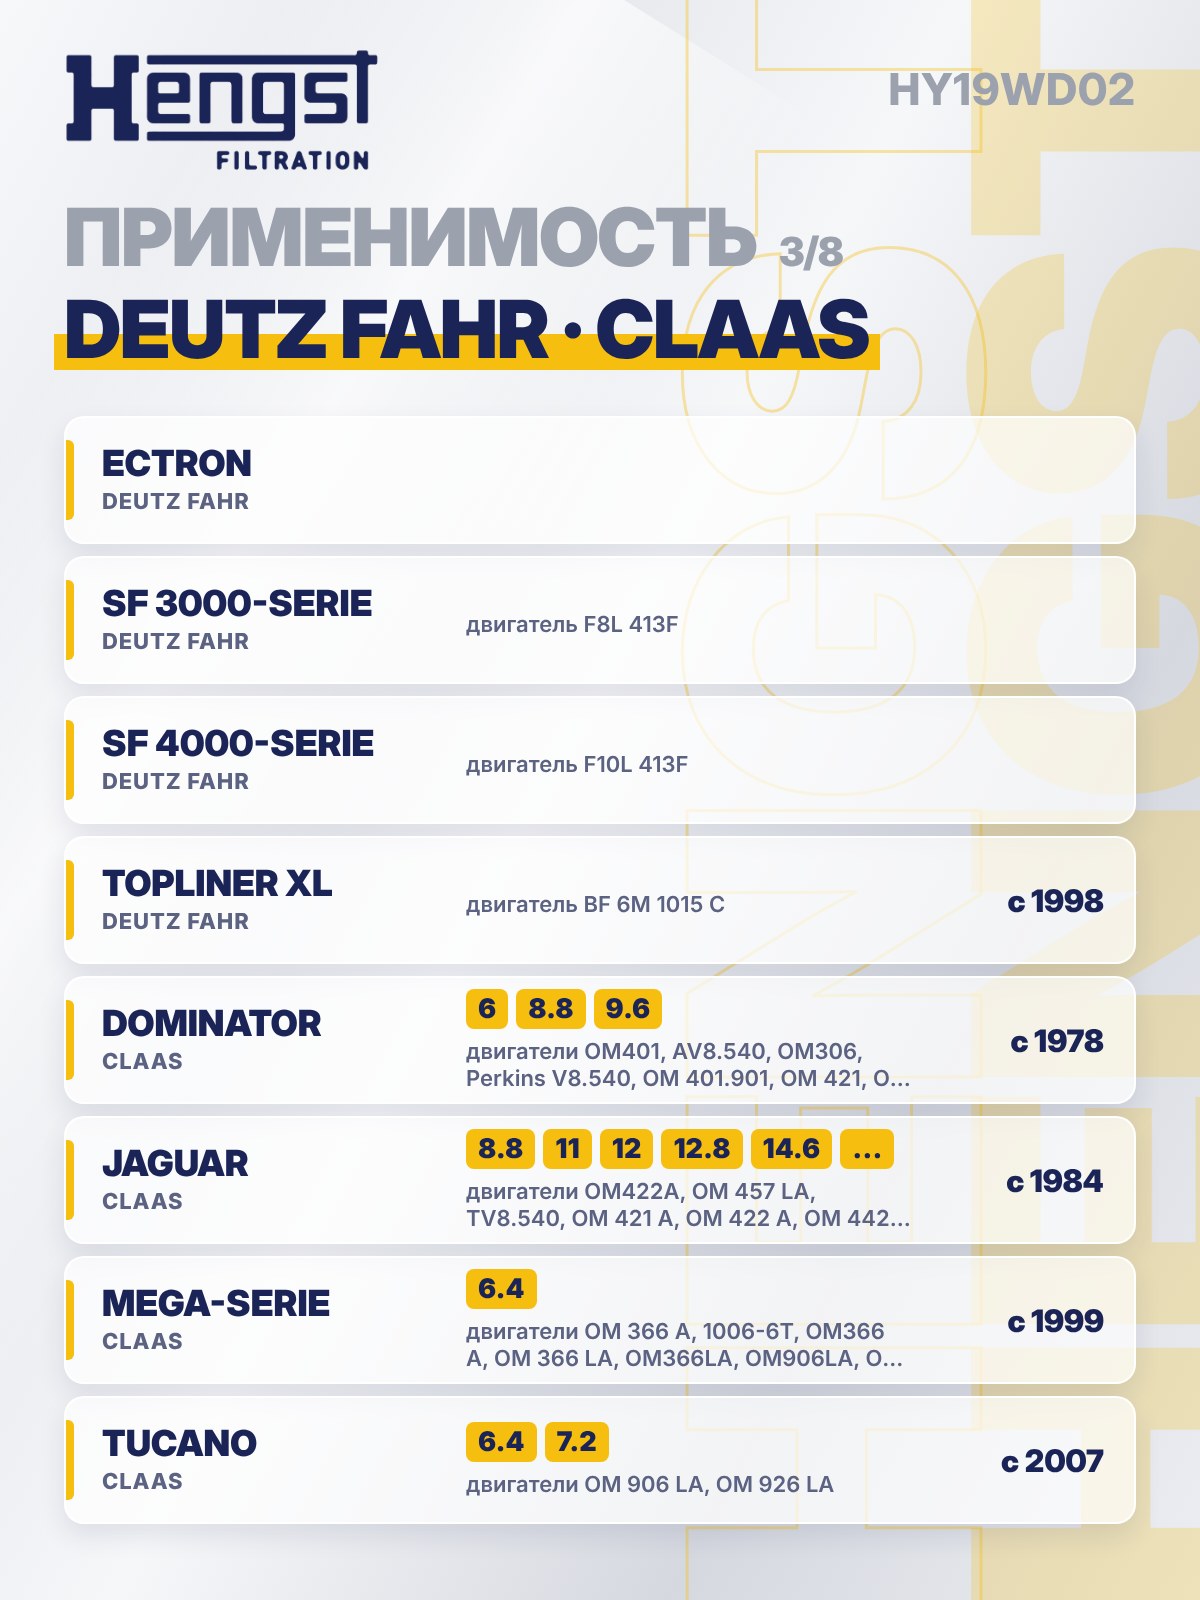 Hengst
FILTRATION
HY19WD02
ПРИМЕНИМОСТЬ 3/8
DEUTZ FAHR · CLAAS
ECTRON
DEUTZ FAHR
SF 3000-SERIE
DEUTZ FAHR
двигатель F8L 413F
SF 4000-SERIE
DEUTZ FAHR
двигатель F10L 413F
TOPLINER XL
DEUTZ FAHR
двигатель BF 6M 1015 C
с 1998
DOMINATOR
CLAAS
6 8.8 9.6
двигатели OM401, AV8.540, OM306,
Perkins V8.540, OM 401.901, OM 421, O...
с 1978
JAGUAR
CLAAS
8.8 11 12 12.8 14.6 ...
двигатели OM422A, OM 457 LA,
TV8.540, OM 421 A, OM 422 A, OM 442...
с 1984
MEGA-SERIE
CLAAS
6.4
двигатели OM 366 A, 1006-6T, OM366
A, OM 366 LA, OM366LA, OM906LA, O...
с 1999
TUCANO
CLAAS
6.4 7.2
двигатели OM 906 LA, OM 926 LA
с 2007
HENGST
HENGST